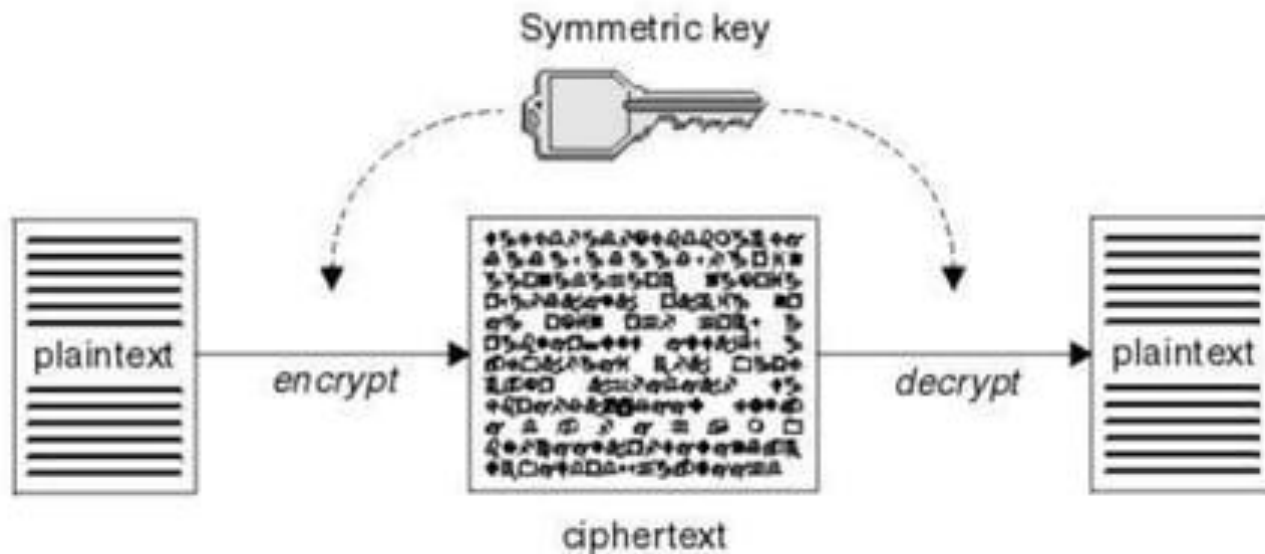 Symmetric key
plaintext
encrypt
decrypt
plaintext
ciphertext